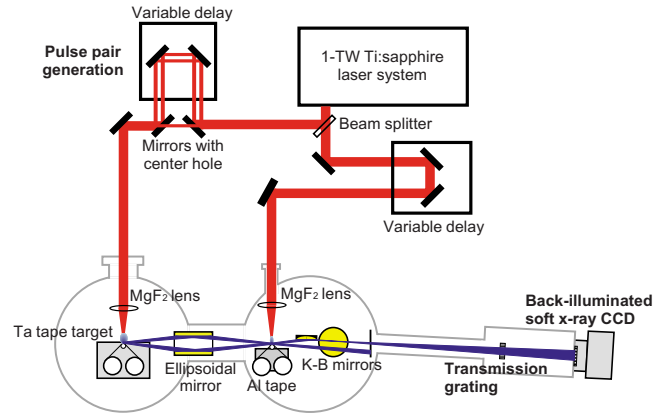 Variable delay
Pulse pair
generation
1-TW Ti:sapphire
laser system
Beam splitter
Mirrors with
center hole
Variable delay
MgF2 lens
MgF2 lens
Ta tape target
Ellipsoidal
mirror
Al tape
K-B mirrors
Back-illuminated
soft x-ray CCD
Transmission
grating